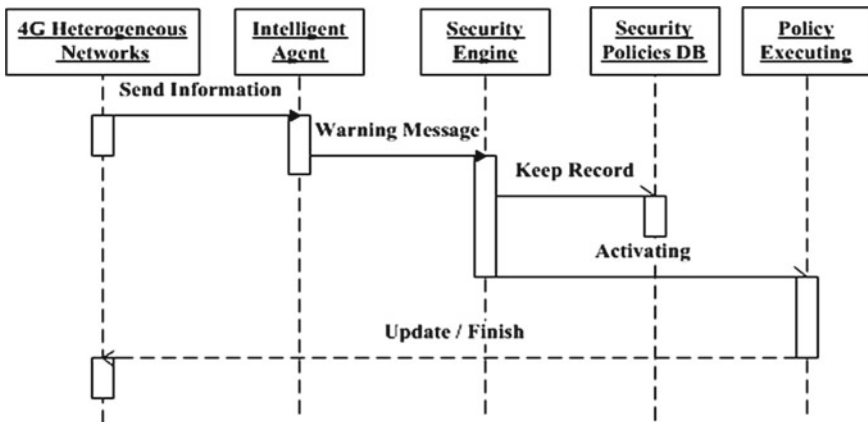 4G Heterogeneous
Networks
Intelligent
Agent
Security
Engine
Security
Policies DB
Policy
Executing
Send Information
Warning Message
Keep Record
Activating
Update / Finish